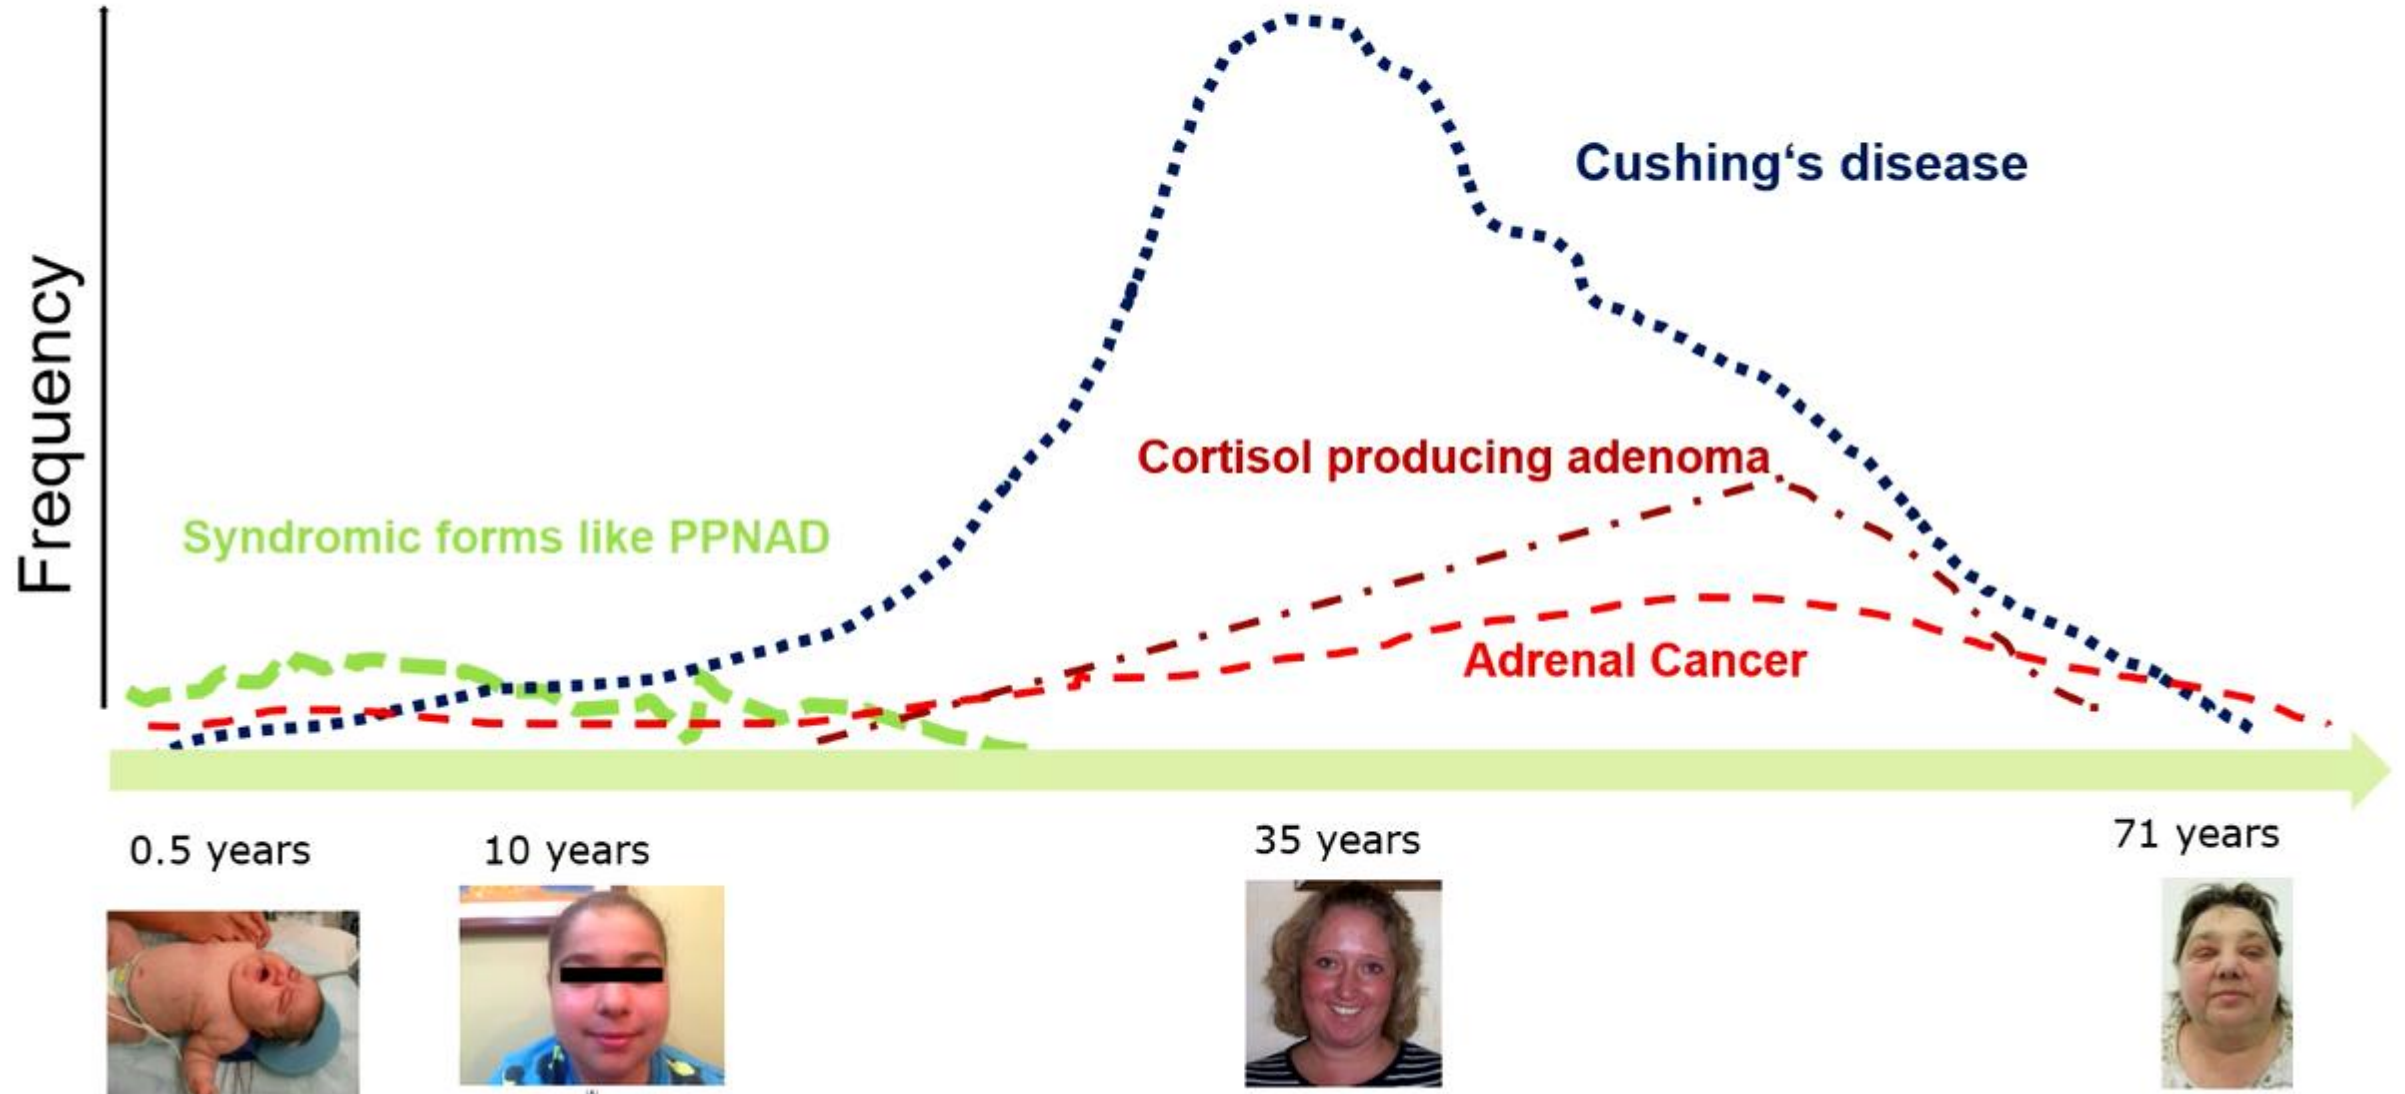 Frequency
Cushing‘s disease
Cortisol producing adenoma
Syndromic forms like PPNAD
Adrenal Cancer
0.5 years
10 years
35 years
71 years